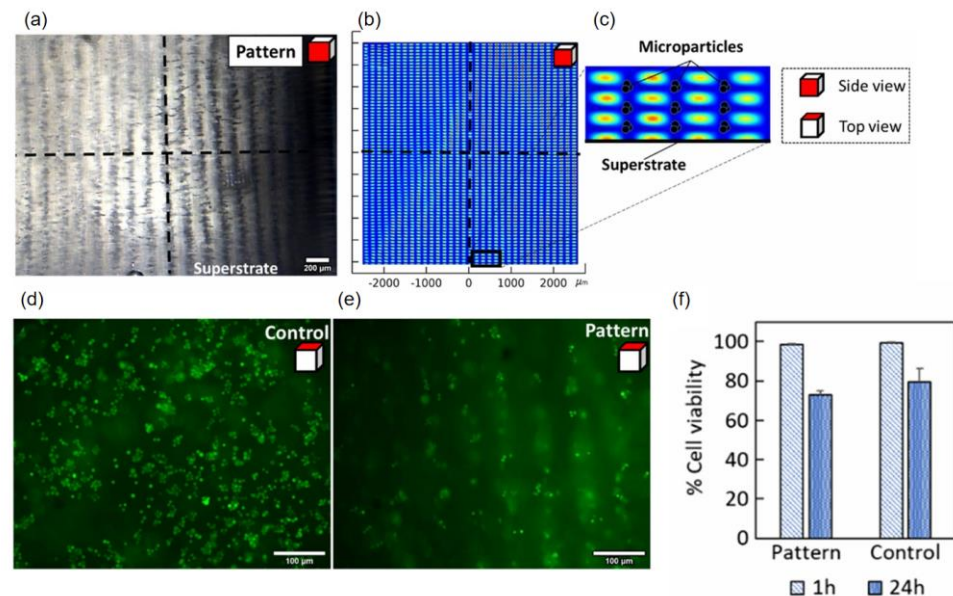 (a)
Pattern
Superstrate
200 μm
(b)
-2000 -1000 0 1000 2000 μm
(c)
Microparticles
Superstrate
Side view
Top view
(d)
Control
100 μm
(e)
Pattern
100 μm
(f)
% Cell viability
100
80
60
40
20
0
Pattern Control
1h 24h